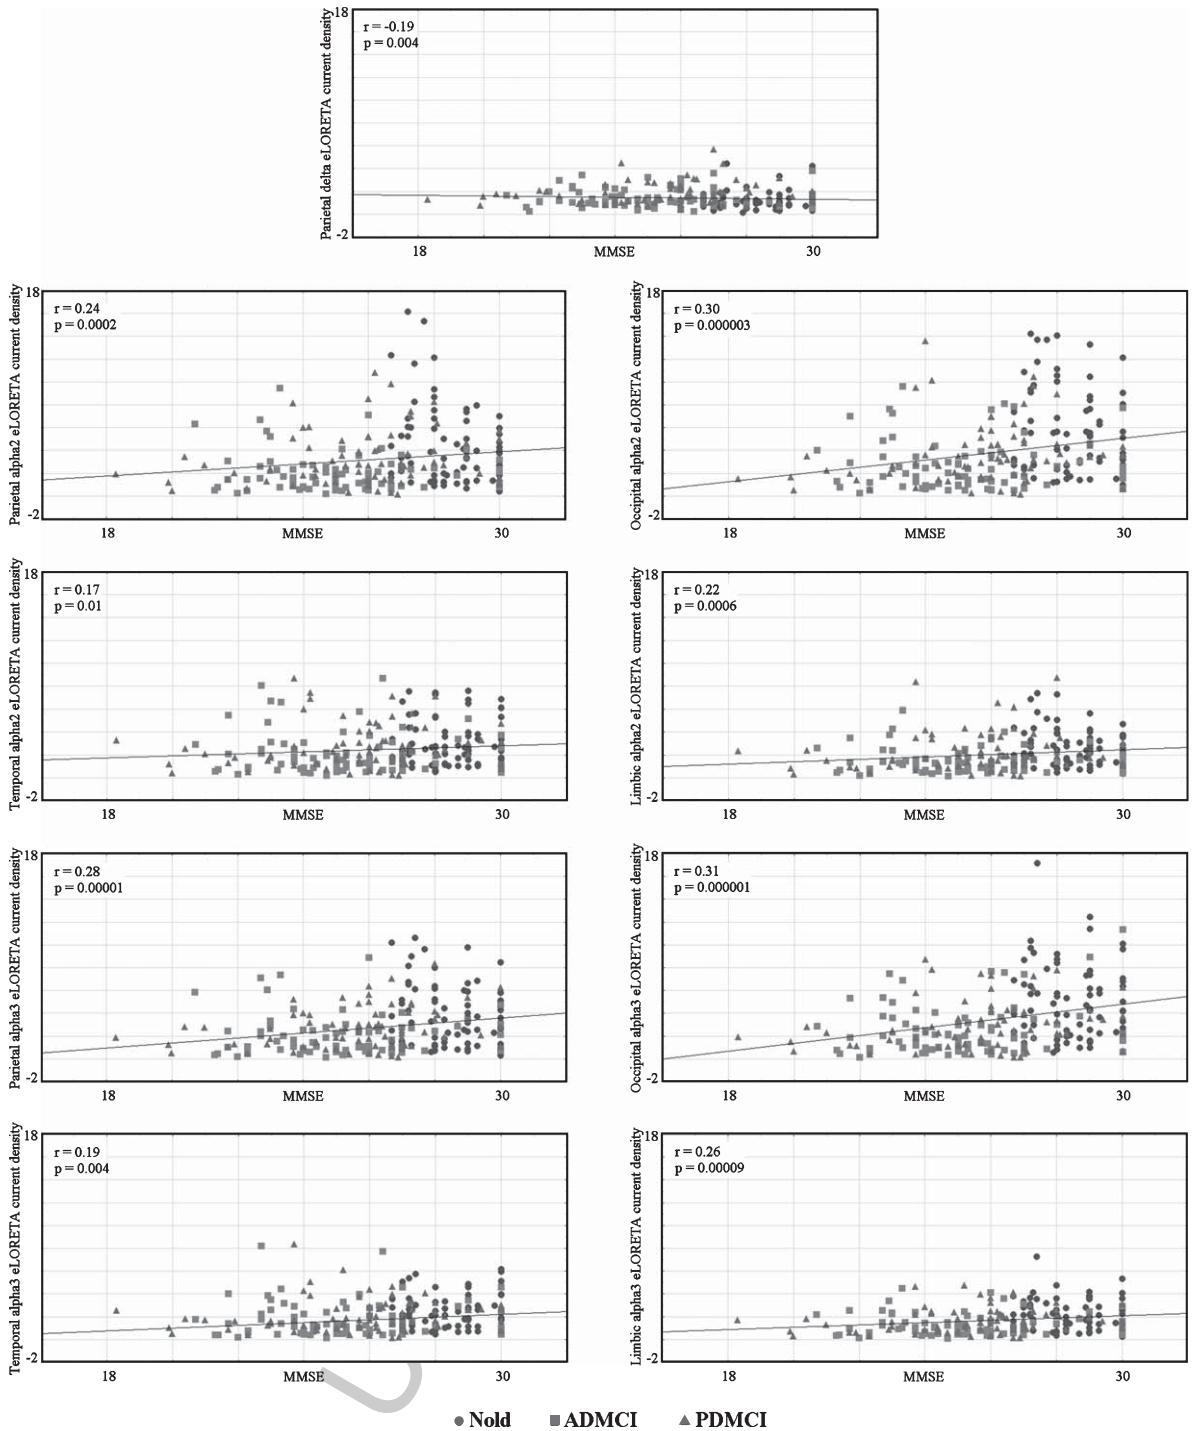 18
r = -0.19
p = 0.004
Parietal delta eLORETA current density
-2
18
MMSE
30
18
r = 0.24
p = 0.0002
Parietal alpha2 eLORETA current density
-2
18
MMSE
30
18
r = 0.30
p = 0.000003
Occipital alpha2 eLORETA current density
-2
18
MMSE
30
18
r = 0.17
p = 0.01
Temporal alpha2 eLORETA current density
-2
18
MMSE
30
18
r = 0.22
p = 0.0006
Limbic alpha2 eLORETA current density
-2
18
MMSE
30
18
r = 0.28
p = 0.00001
Parietal alpha3 eLORETA current density
-2
18
MMSE
30
18
r = 0.31
p = 0.000001
Occipital alpha3 eLORETA current density
-2
18
MMSE
30
18
r = 0.19
p = 0.004
Temporal alpha3 eLORETA current density
-2
18
MMSE
30
18
r = 0.26
p = 0.00009
Limbic alpha3 eLORETA current density
-2
18
MMSE
30
Nold ADMCI PDMCI